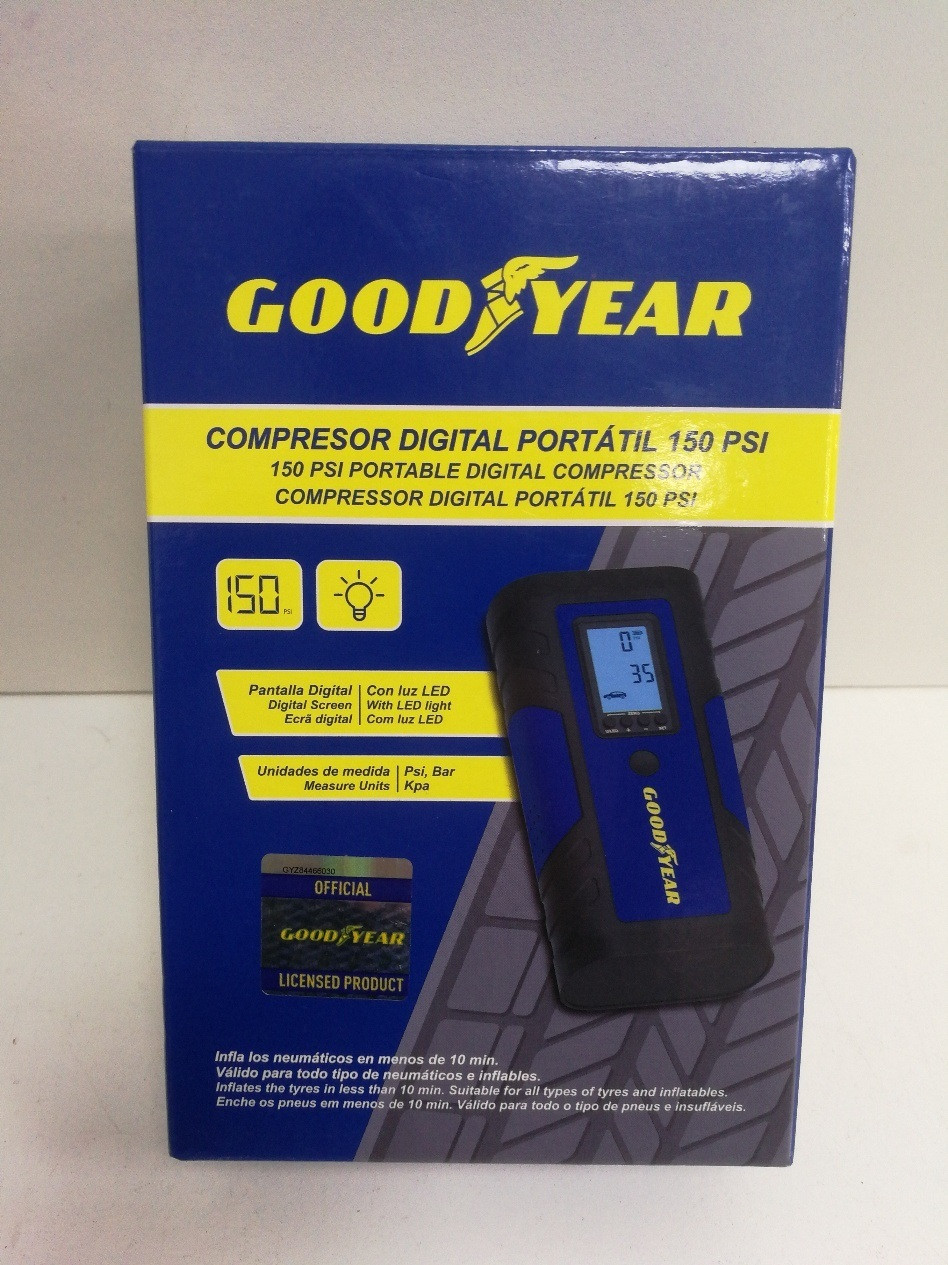 GOODYEAR
COMPRESOR DIGITAL PORTÁTIL 150 PSI
150 PSI PORTABLE DIGITAL COMPRESSOR
COMPRESSOR DIGITAL PORTÁTIL 150 PSI
150 PSI
0
35
Pantalla Digital | Con luz LED
Digital Screen | With LED light
Ecrã digital | Com luz LED
Unidades de medida | Psi, Bar
Measure Units | Kpa
GOODYEAR
GYZ84466030
OFFICIAL
GOODYEAR
LICENSED PRODUCT
Infla los neumáticos en menos de 10 min.
Válido para todo tipo de neumáticos e inflables.
Inflates the tyres in less than 10 min. Suitable for all types of tyres and inflatables.
Enche os pneus em menos de 10 min. Válido para todo o tipo de pneus e insufláveis.